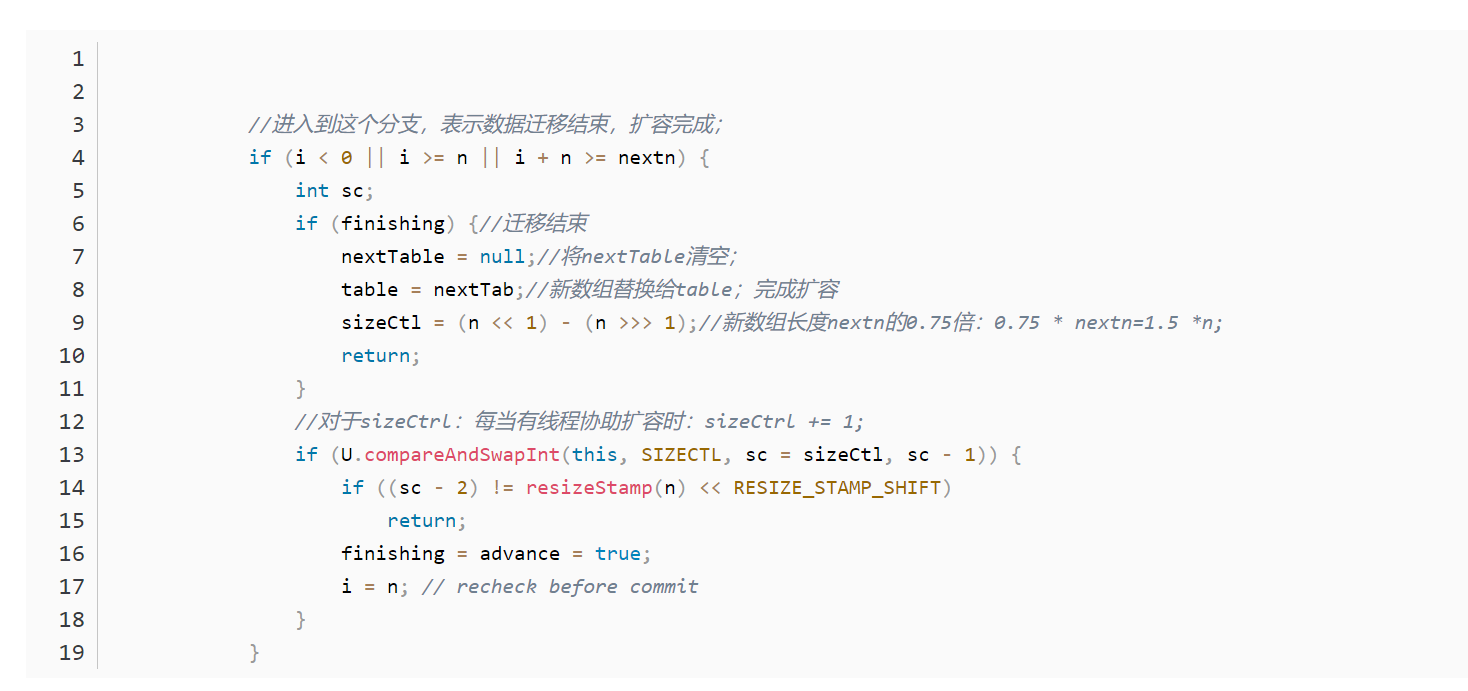 1
2
3 //进入到这个分支，表示数据迁移结束，扩容完成；
4 if (i < 0 || i >= n || i + n >= nextn) {
5 int sc;
6 if (finishing) {//迁移结束
7 nextTable = null;//将nextTable清空；
8 table = nextTab;//新数组替换给table；完成扩容
9 sizeCtl = (n << 1) - (n >>> 1);//新数组长度nextn的0.75倍：0.75 * nextn=1.5 *n;
10 return;
11 }
12 //对于sizeCtrl：每当有线程协助扩容时：sizeCtrl += 1;
13 if (U.compareAndSwapInt(this, SIZECTL, sc = sizeCtl, sc - 1)) {
14 if ((sc - 2) != resizeStamp(n) << RESIZE_STAMP_SHIFT)
15 return;
16 finishing = advance = true;
17 i = n; // recheck before commit
18 }
19 }